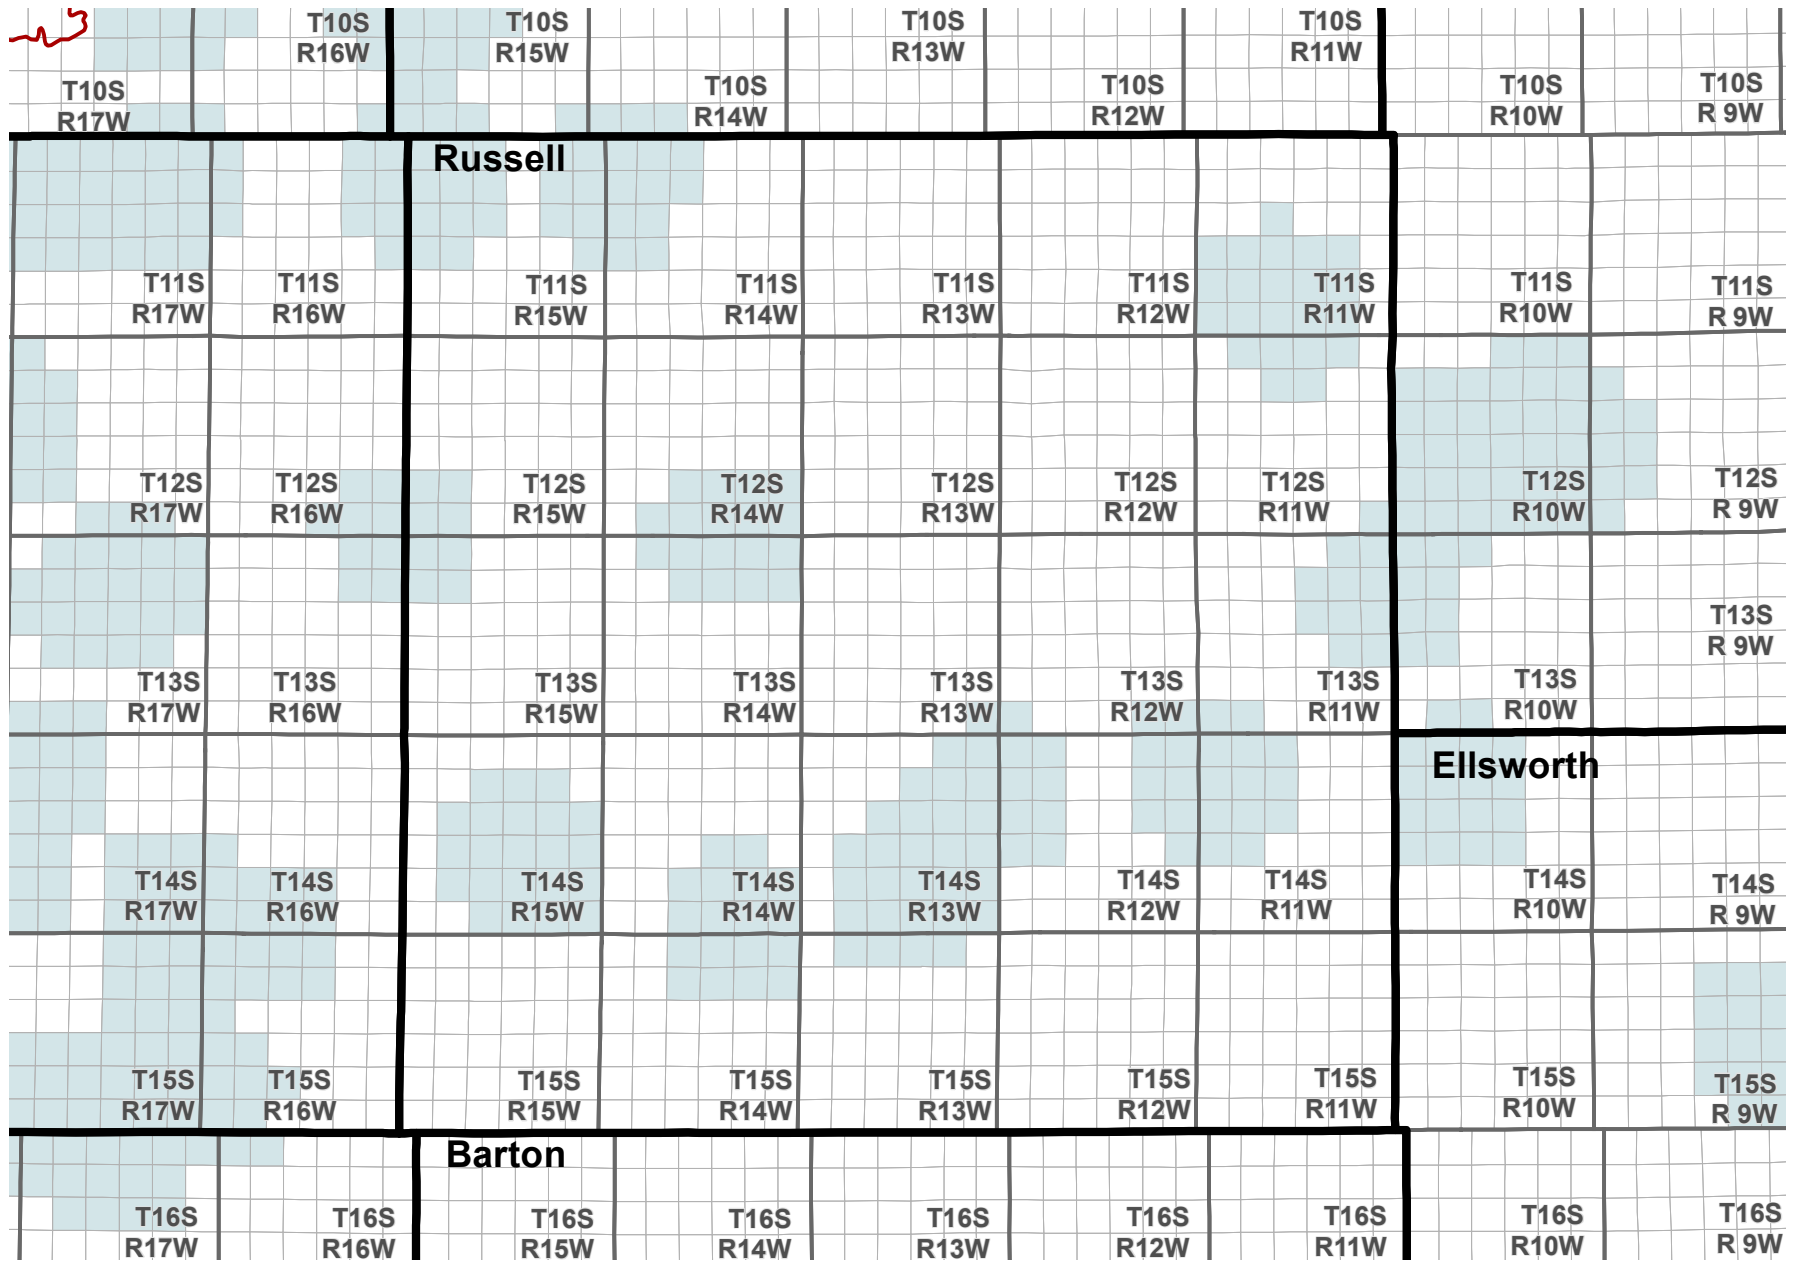 T10S
R16W
T10S
R15W
T10S
R13W
T10S
R11W
T10S
R17W
T10S
R14W
T10S
R12W
T10S
R10W
T10S
R 9W
Russell
T11S
R17W
T11S
R16W
T11S
R15W
T11S
R14W
T11S
R13W
T11S
R12W
T11S
R11W
T11S
R10W
T11S
R 9W
T12S
R17W
T12S
R16W
T12S
R15W
T12S
R14W
T12S
R13W
T12S
R12W
T12S
R11W
T12S
R10W
T12S
R 9W
T13S
R17W
T13S
R16W
T13S
R15W
T13S
R14W
T13S
R13W
T13S
R12W
T13S
R11W
T13S
R10W
T13S
R 9W
Ellsworth
T14S
R17W
T14S
R16W
T14S
R15W
T14S
R14W
T14S
R13W
T14S
R12W
T14S
R11W
T14S
R10W
T14S
R 9W
T15S
R17W
T15S
R16W
T15S
R15W
T15S
R14W
T15S
R13W
T15S
R12W
T15S
R11W
T15S
R10W
T15S
R 9W
Barton
T16S
R17W
T16S
R16W
T16S
R15W
T16S
R14W
T16S
R13W
T16S
R12W
T16S
R11W
T16S
R10W
T16S
R 9W